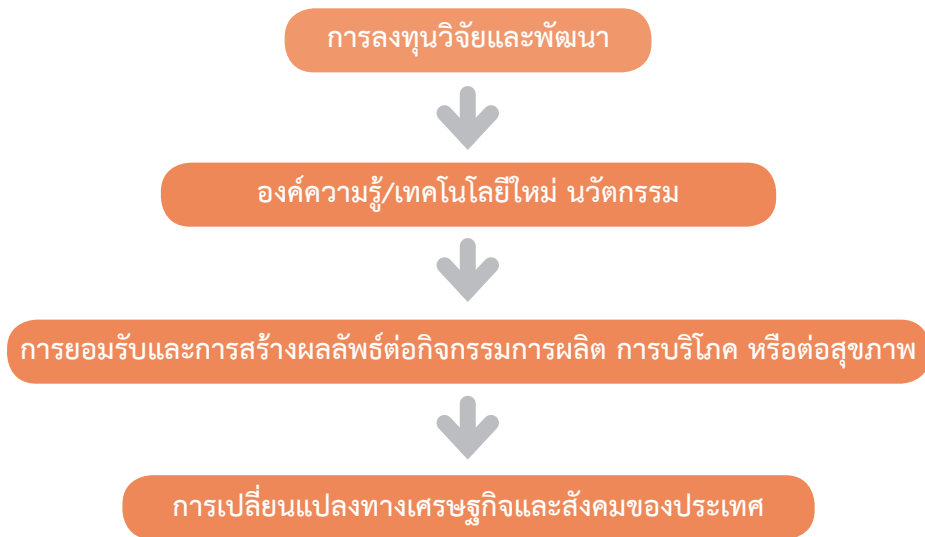 การลงทุนวิจัยและพัฒนา
องค์ความรู้/เทคโนโลยีใหม่ นวัตกรรม
การยอมรับและการสร้างผลลัพธ์ต่อกิจกรรมการผลิต การบริโภค หรือต่อสุขภาพ
การเปลี่ยนแปลงทางเศรษฐกิจและสังคมของประเทศ